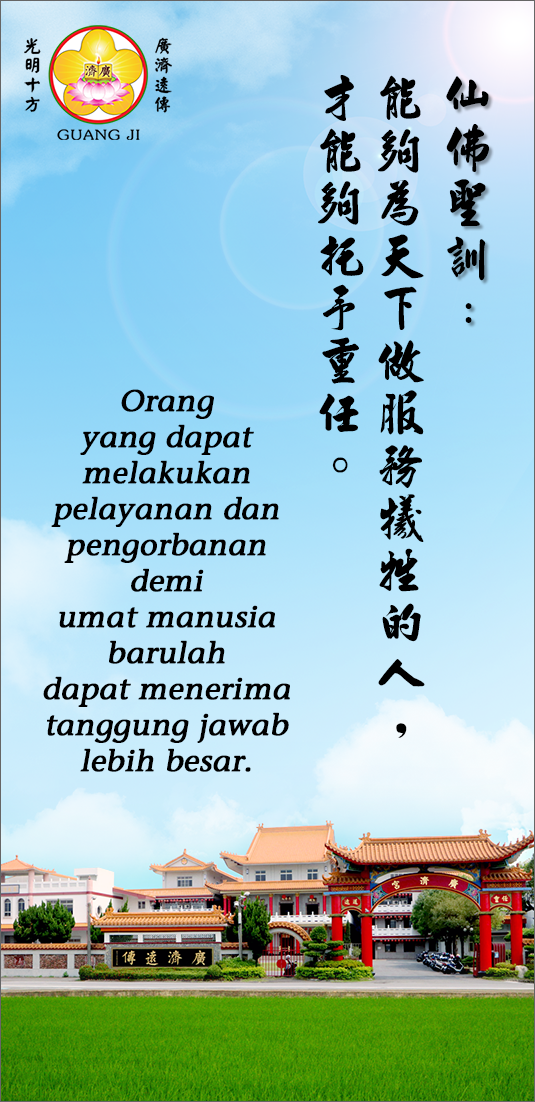 廣濟遠傳
光明十方
廣濟
GUANG JI
仙佛聖訓：
能夠為天下做服務犧牲的人，
才能夠托予重任。
Orang
yang dapat
melakukan
pelayanan dan
pengorbanan
demi
umat manusia
barulah
dapat menerima
tanggung jawab
lebih besar.
廣濟宮
廣濟遠傳